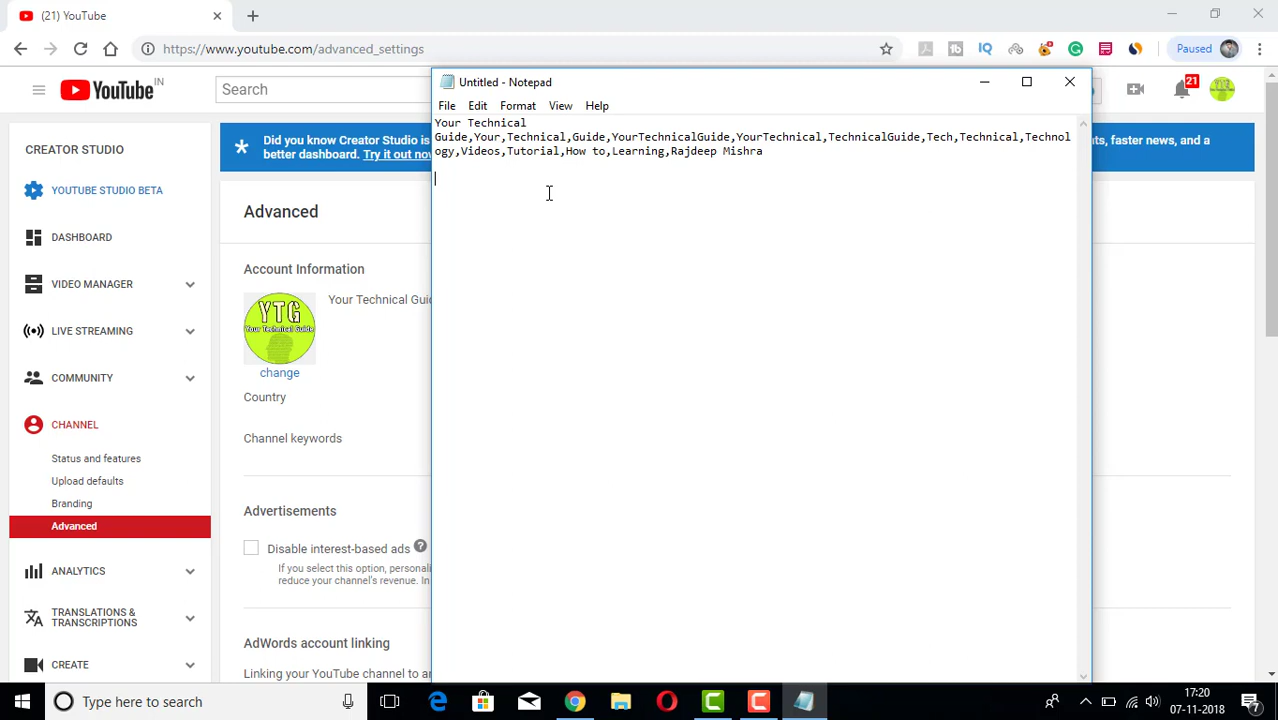 (21) YouTube
https://www.youtube.com/advanced_settings
Paused
YouTube IN
Search
21
Untitled - Notepad
File Edit Format View Help
Your Technical
Guide,Your,Technical,Guide,YourTechnicalGuide,YourTechnical,TechnicalGuide,Tech,Technical,Technol
ogy,Videos,Tutorial,How to,Learning,Rajdeep Mishra
CREATOR STUDIO
YOUTUBE STUDIO BETA
DASHBOARD
VIDEO MANAGER
LIVE STREAMING
COMMUNITY
CHANNEL
Status and features
Upload defaults
Branding
Advanced
ANALYTICS
TRANSLATIONS &
TRANSCRIPTIONS
CREATE
Did you know Creator Studio is
better dashboard. Try it out now
faster news, and a
Advanced
Account Information
YTG
Your Technical Guide
Your Technical
change
Country
Channel keywords
Advertisements
Disable interest-based ads ?
If you select this option,
reduce your channel's revenue. In
AdWords account linking
Linking your YouTube channel to
Type here to search
17:20
07-11-2018
7